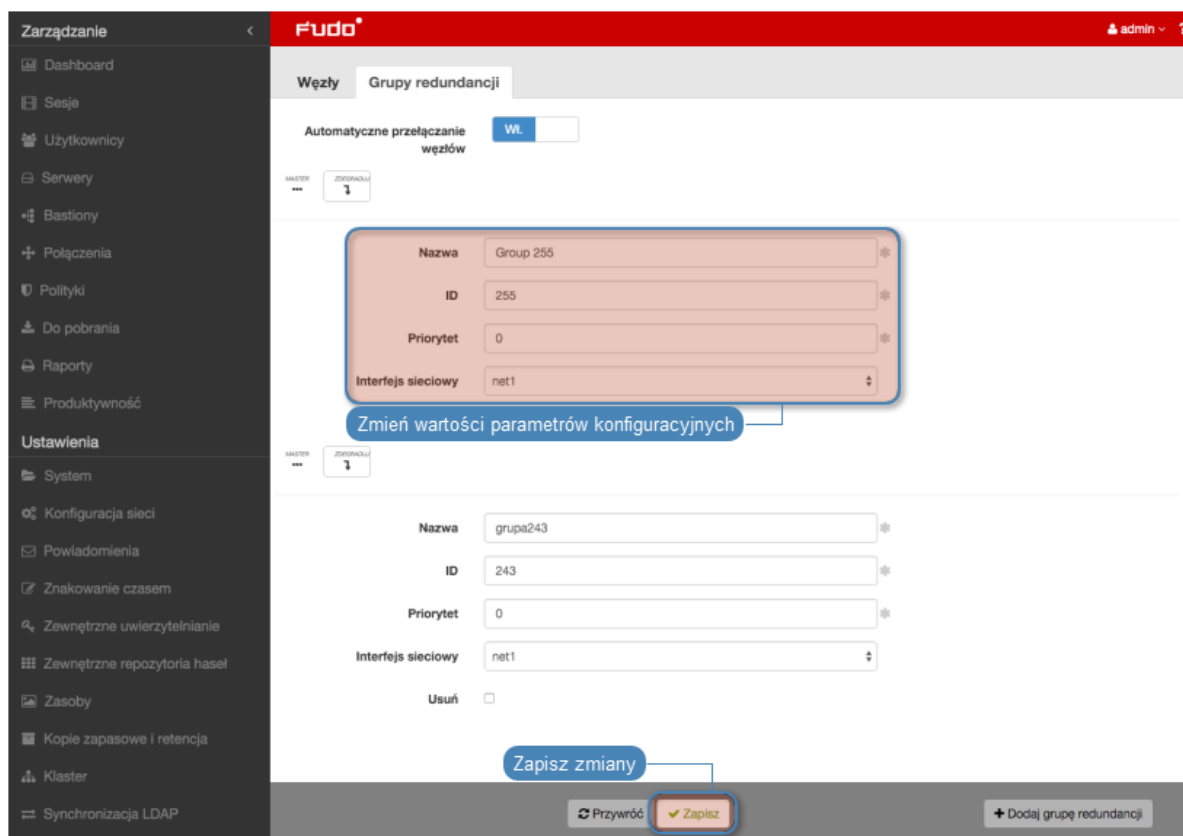 Zarządzanie
FUDO
admin
?
Dashboard
Sesje
Użytkownicy
Serwery
Bastiony
Połączenia
Polityki
Do pobrania
Raporty
Produktywność
Ustawienia
System
Konfiguracja sieci
Powiadomienia
Znakowanie czasem
Zewnętrzne uwierzytelnianie
Zewnętrzne repozytoria haseł
Zasoby
Kopie zapasowe i retencja
Klaster
Synchronizacja LDAP
Węzły
Grupy redundancji
Automatyczne przełączanie
węzłów
Wł.
MASTER
ZDEGRADUJ
Nazwa
Group 255
ID
255
Priorytet
0
Interfejs sieciowy
net1
Zmień wartości parametrów konfiguracyjnych
MASTER
ZDEGRADUJ
Nazwa
grupa243
ID
243
Priorytet
0
Interfejs sieciowy
net1
Usuń
Zapisz zmiany
Przywróć
Zapisz
Dodaj grupę redundancji